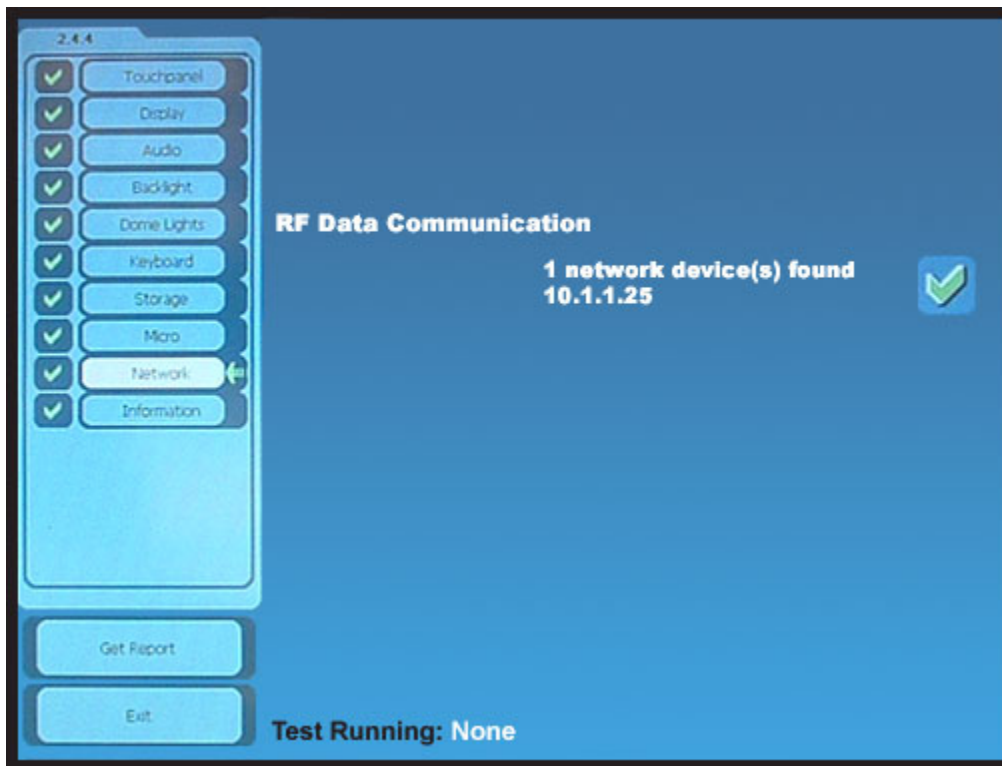 2.4.4
Touchpanel
Display
Audio
Backlight
Dome Lights
Keyboard
Storage
Micro
Network
Information
Get Report
Exit
RF Data Communication
1 network device(s) found
10.1.1.25
Test Running: None